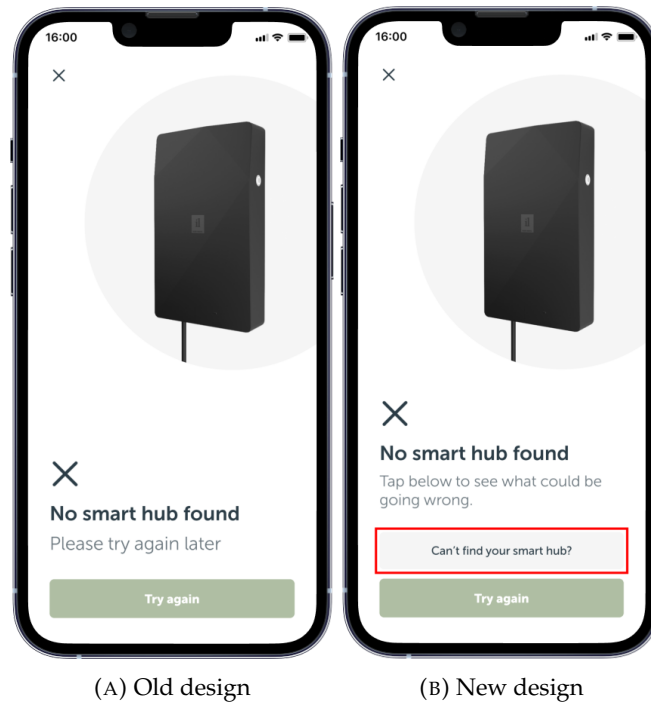 16:00
No smart hub found
Please try again later
Try again
(A) Old design
16:00
No smart hub found
Tap below to see what could be
going wrong.
Can't find your smart hub?
Try again
(B) New design